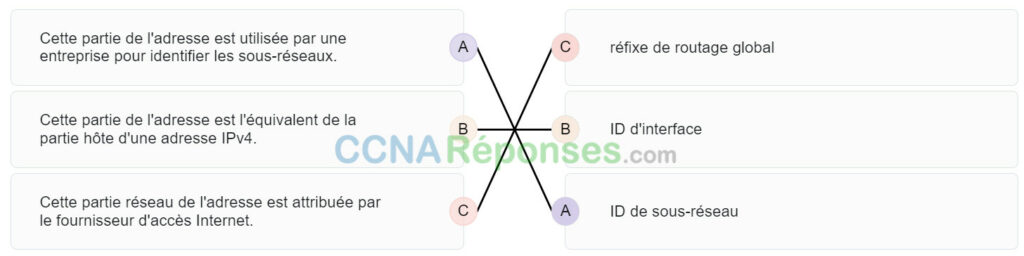 Cette partie de l'adresse est utilisée par une
entreprise pour identifier les sous-réseaux.
A
C
réfixe de routage global
Cette partie de l'adresse est l'équivalent de la
partie hôte d'une adresse IPv4.
B
B
ID d'interface
CCNARéponses.com
Cette partie réseau de l'adresse est attribuée par
le fournisseur d'accès Internet.
C
A
ID de sous-réseau